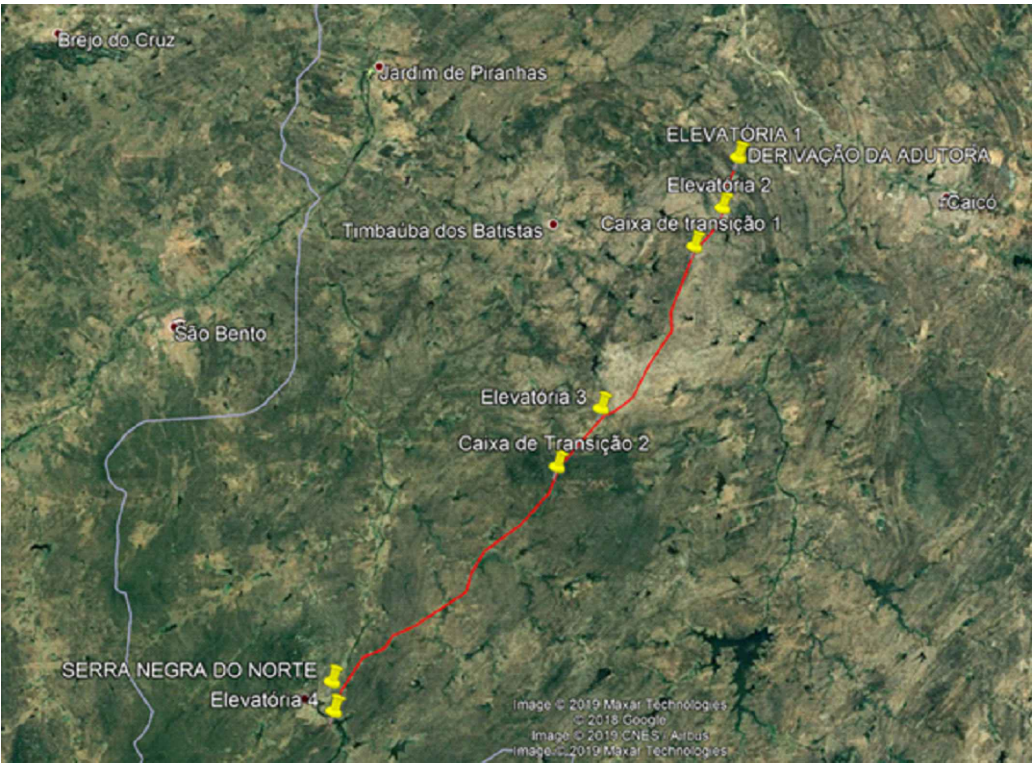 Brejo do Cruz
Jardim de Piranhas
ELEVATÓRIA 1
DERIVAÇÃO DA ADUTORA
Elevatória 2
Caicó
Caixa de transição 1
Timbaúba dos Batistas
São Bento
Elevatória 3
Caixa de Transição 2
SERRA NEGRA DO NORTE
Elevatória 4
Image © 2019 Maxar Technologies
© 2018 Google
Image © 2019 CNES / Airbus
Image © 2019 Maxar Technologies